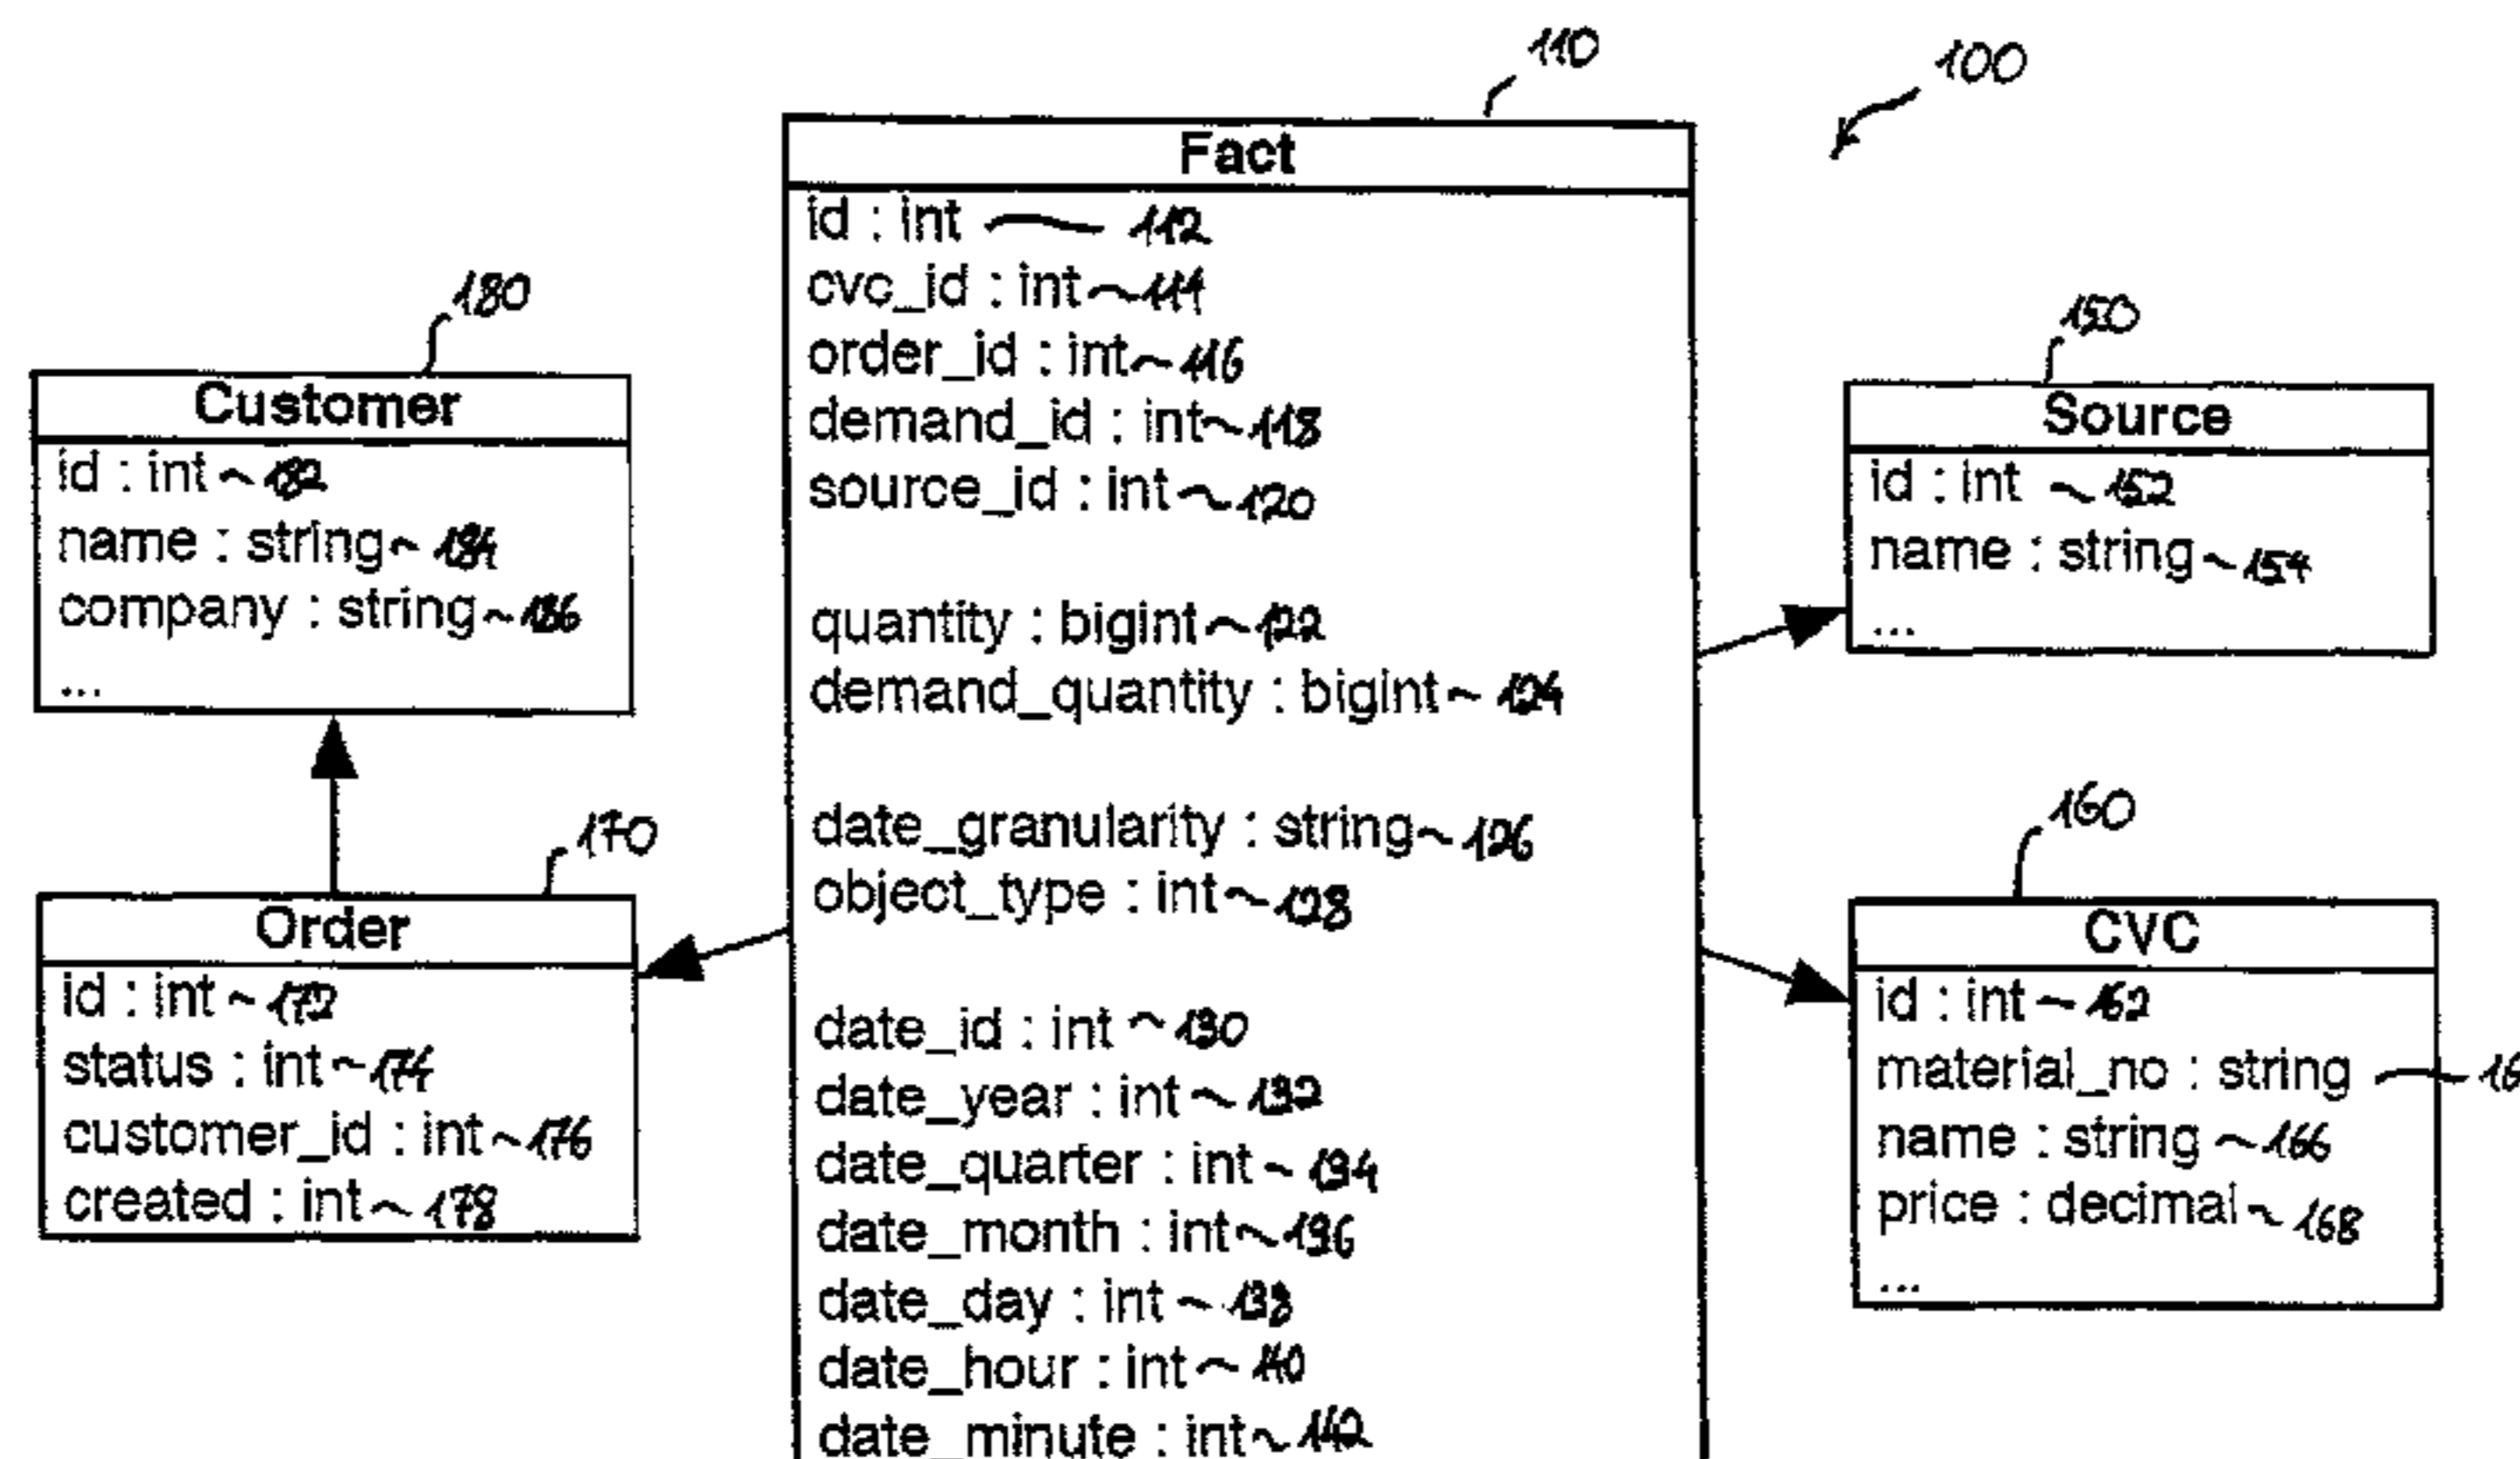 110
100
Fact
id : int 112
cvc_id : int 114
order_id : int 116
demand_id : int 118
source_id : int 120
quantity : bigint 122
demand_quantity : bigint 124
date_granularity : string 126
object_type : int 128
date_id : int 130
date_year : int 132
date_quarter : int 134
date_month : int 136
date_day : int 138
date_hour : int 140
date_minute : int 142
180
Customer
id : int 182
name : string 184
company : string 186
...
170
Order
id : int 172
status : int 174
customer_id : int 176
created : int 178
150
Source
id : int 152
name : string 154
...
160
CVC
id : int 162
material_no : string
name : string 166
price : decimal 168
...